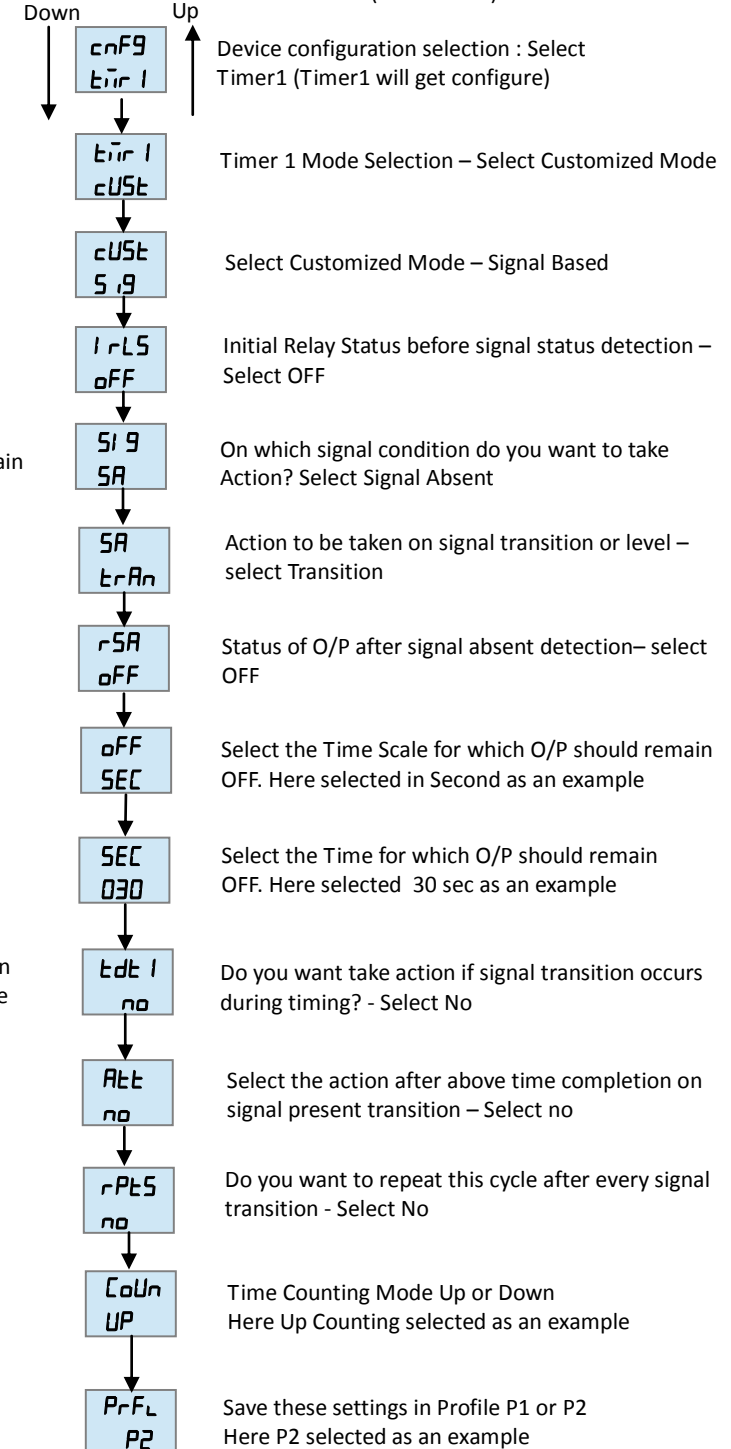 Down
Up
cnF9
tmr 1
Device configuration selection : Select
Timer1 (Timer1 will get configure)
tmr 1
cUSt
Timer 1 Mode Selection – Select Customized Mode
cUSt
S i9
Select Customized Mode – Signal Based
IrLS
oFF
Initial Relay Status before signal status detection –
Select OFF
SI 9
SA
On which signal condition do you want to take
Action? Select Signal Absent
ain
SA
trAn
Action to be taken on signal transition or level –
select Transition
rSA
oFF
Status of O/P after signal absent detection– select
OFF
oFF
SEC
Select the Time Scale for which O/P should remain
OFF. Here selected in Second as an example
SEC
030
Select the Time for which O/P should remain
OFF. Here selected 30 sec as an example
n
e
tdt 1
no
Do you want take action if signal transition occurs
during timing? - Select No
Att
no
Select the action after above time completion on
signal present transition – Select no
rPtS
no
Do you want to repeat this cycle after every signal
transition - Select No
CoUn
UP
Time Counting Mode Up or Down
Here Up Counting selected as an example
PrFL
P2
Save these settings in Profile P1 or P2
Here P2 selected as an example